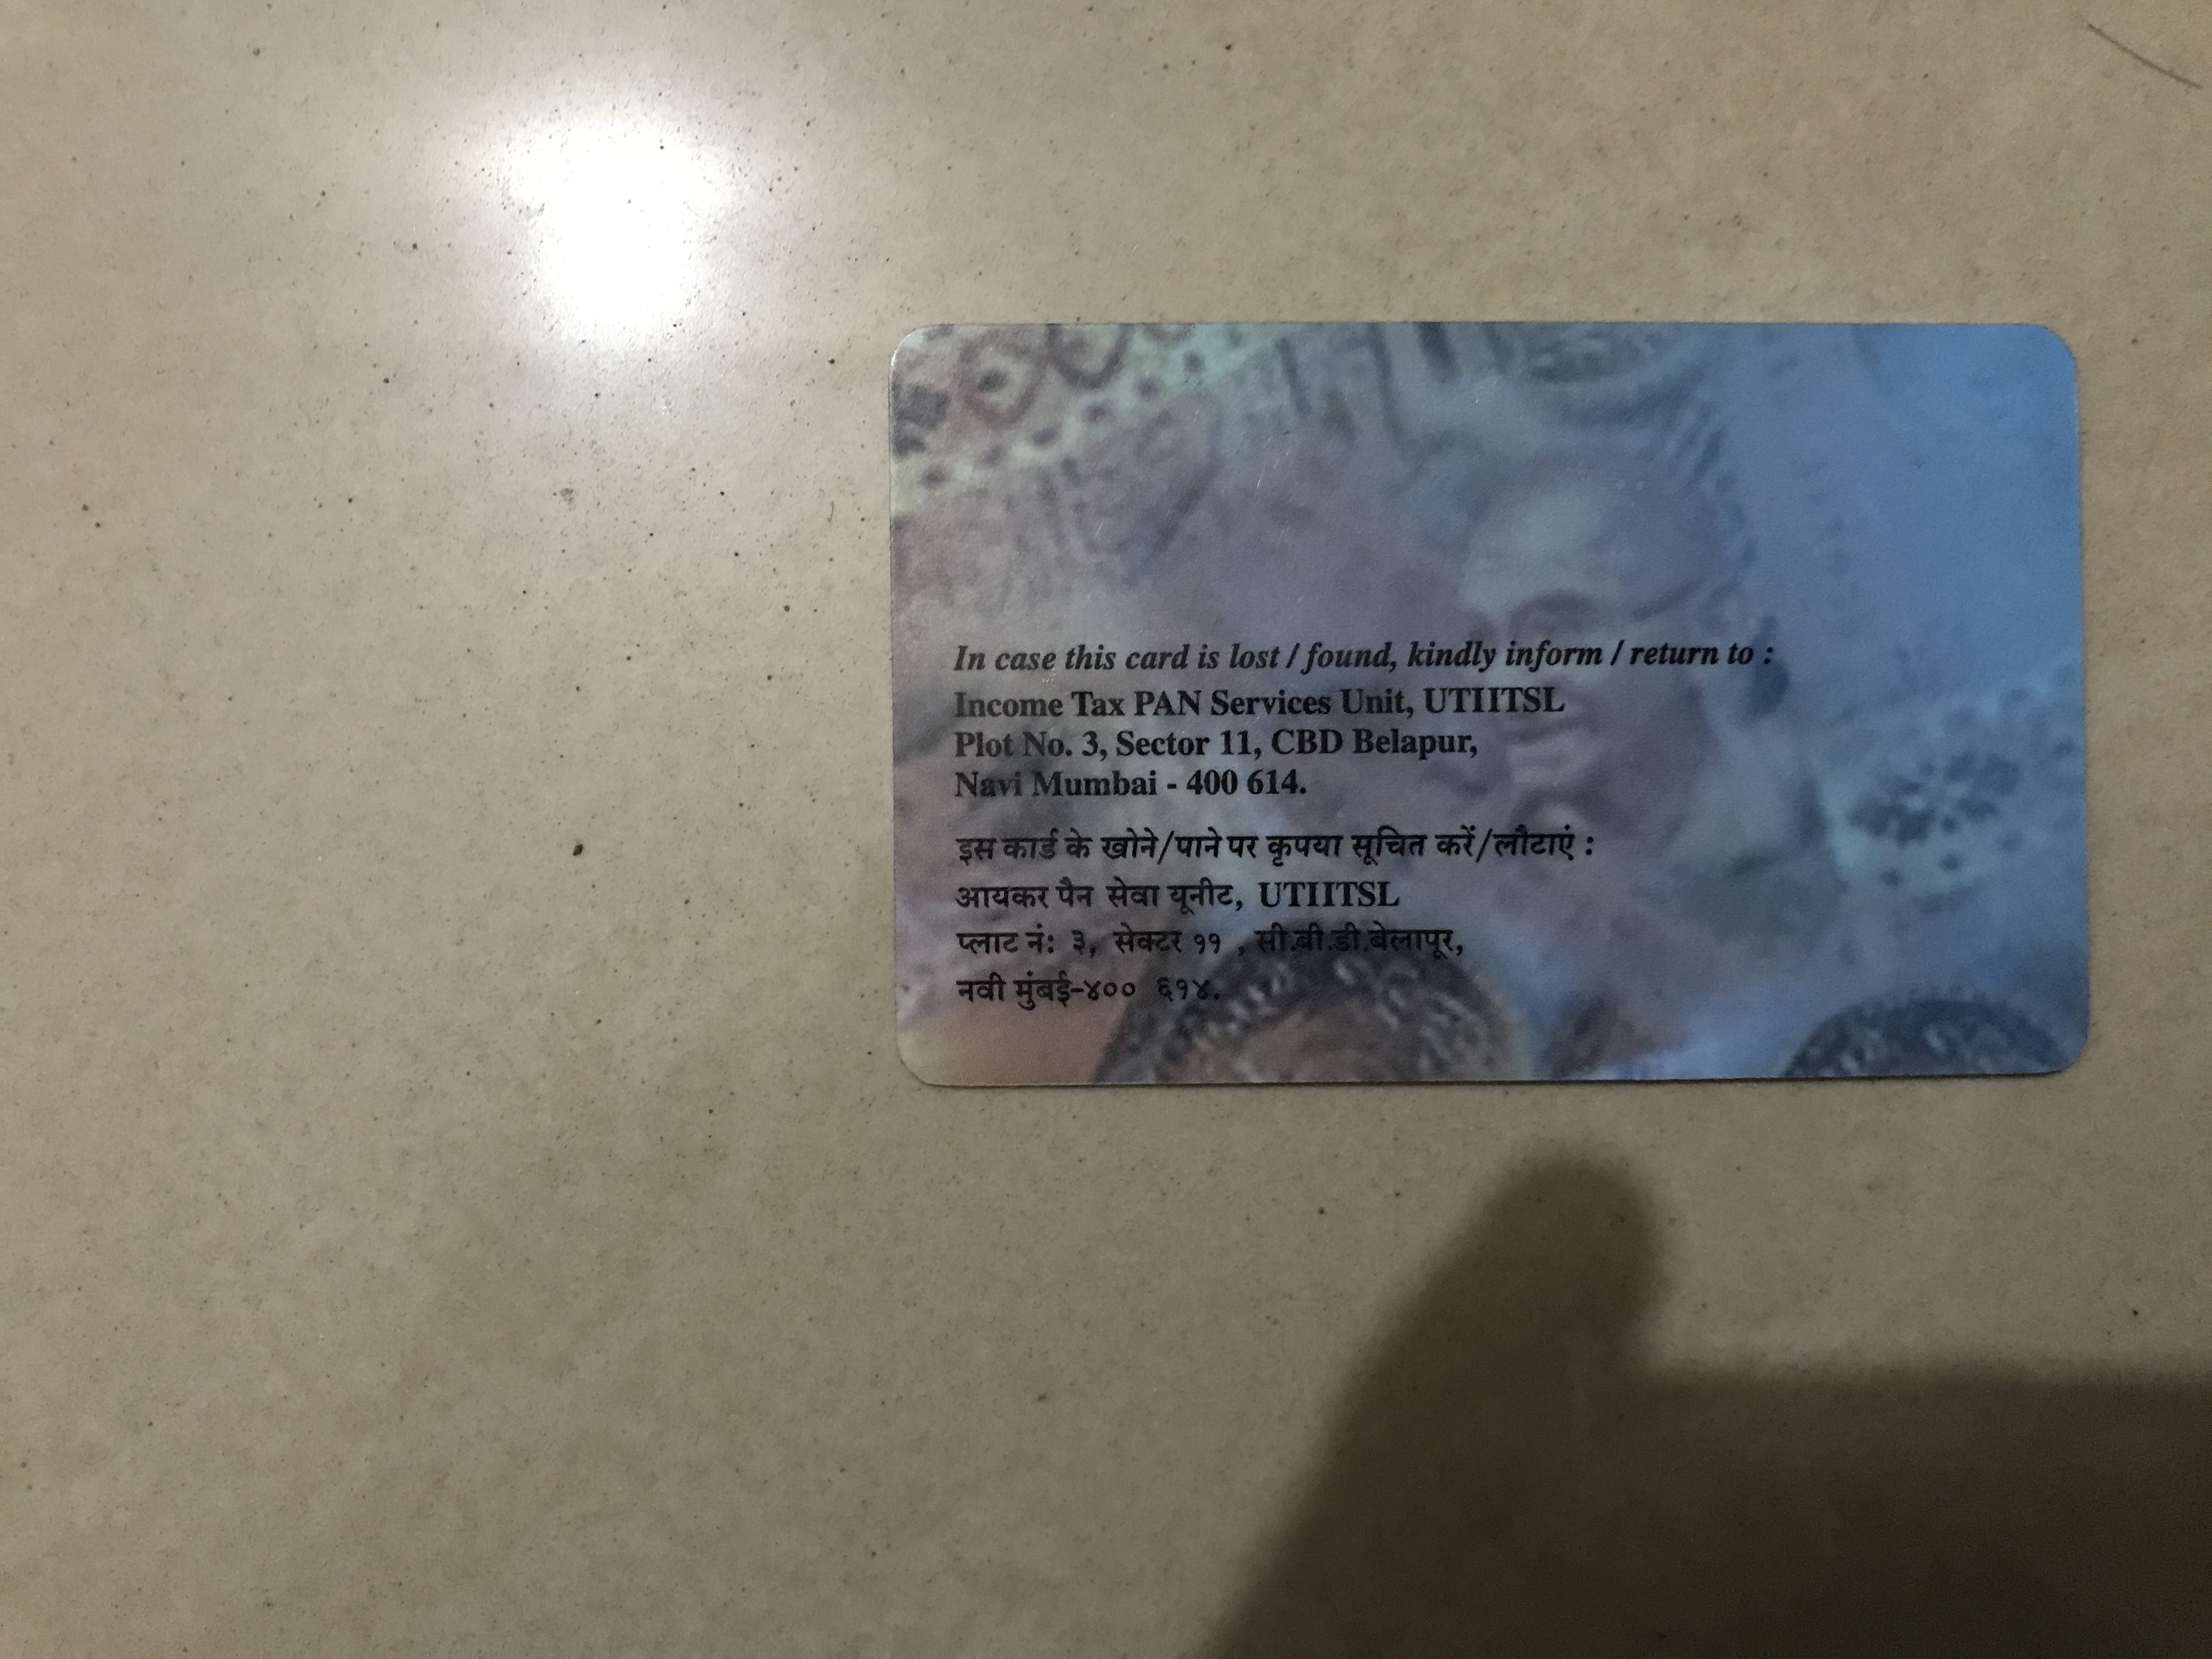 In case this card is lost / found, kindly inform / return to :
Income Tax PAN Services Unit, UTIITSL
Plot No. 3, Sector 11, CBD Belapur,
Navi Mumbai - 400 614.
इस कार्ड के खोने/पाने पर कृपया सूचित करें/लौटाएं :
आयकर पैन सेवा यूनीट, UTIITSL
प्लाट नं: ३, सेक्टर ११ , सी.बी.डी.बेलापूर,
नवी मुंबई-४०० ६१४.